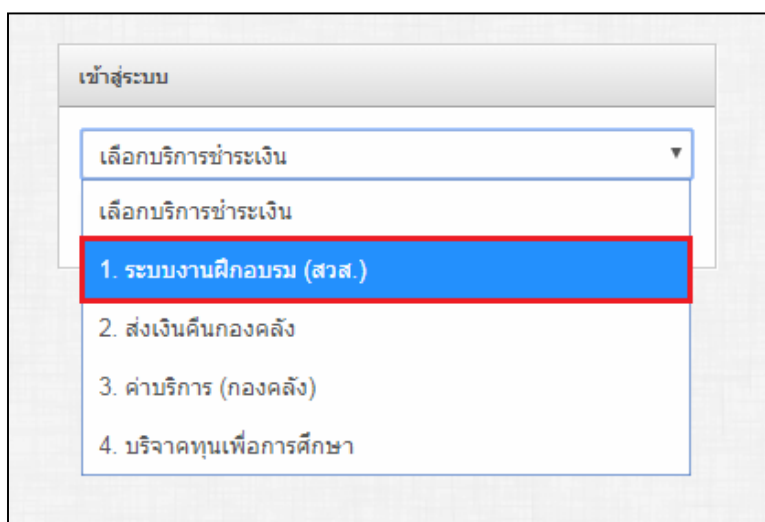 เข้าสู่ระบบ
เลือกบริการชำระเงิน
เลือกบริการชำระเงิน
1. ระบบงานฝึกอบรม (สวส.)
2. ส่งเงินคืนกองคลัง
3. ค่าบริการ (กองคลัง)
4. บริจาคทุนเพื่อการศึกษา